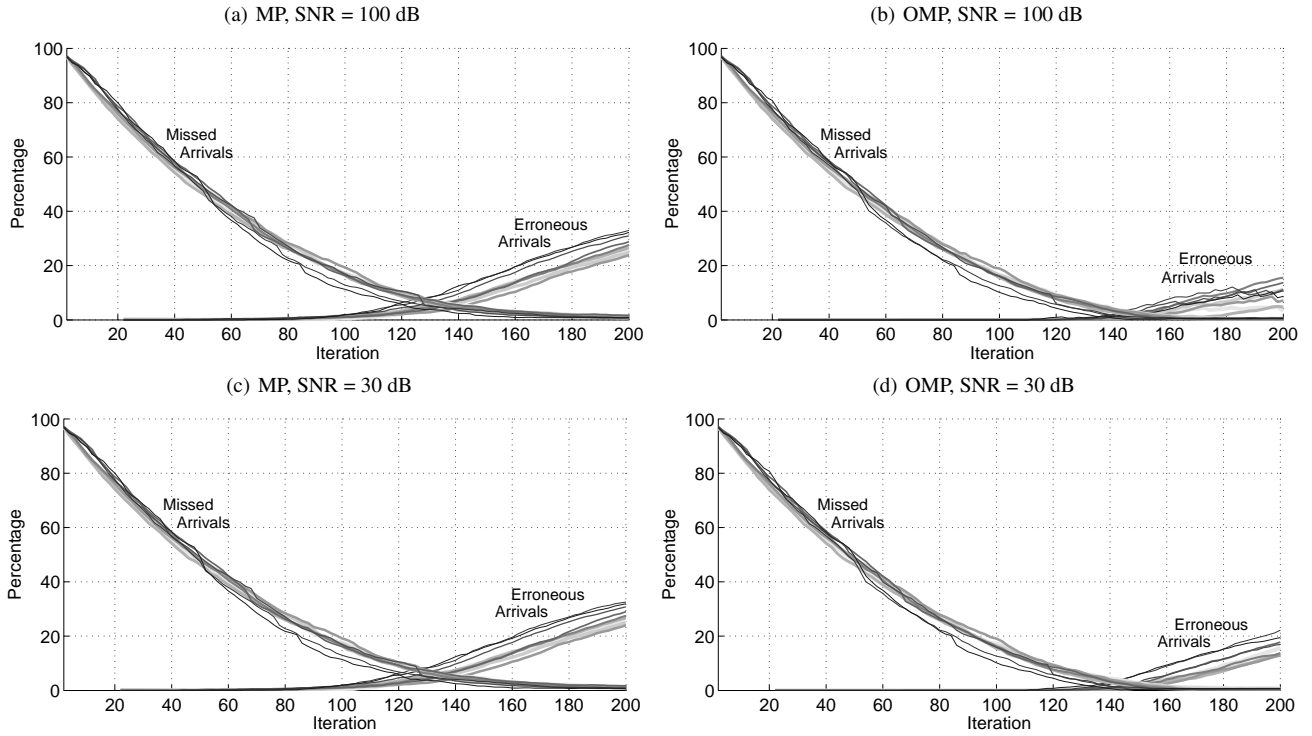 (a) MP, SNR = 100 dB
100
80
60
40
20
0
Percentage
Missed
Arrivals
Erroneous
Arrivals
20 40 60 80 100 120 140 160 180 200
Iteration
(b) OMP, SNR = 100 dB
100
80
60
40
20
0
Percentage
Missed
Arrivals
Erroneous
Arrivals
20 40 60 80 100 120 140 160 180 200
Iteration
(c) MP, SNR = 30 dB
100
80
60
40
20
0
Percentage
Missed
Arrivals
Erroneous
Arrivals
20 40 60 80 100 120 140 160 180 200
Iteration
(d) OMP, SNR = 30 dB
100
80
60
40
20
0
Percentage
Missed
Arrivals
Erroneous
Arrivals
20 40 60 80 100 120 140 160 180 200
Iteration